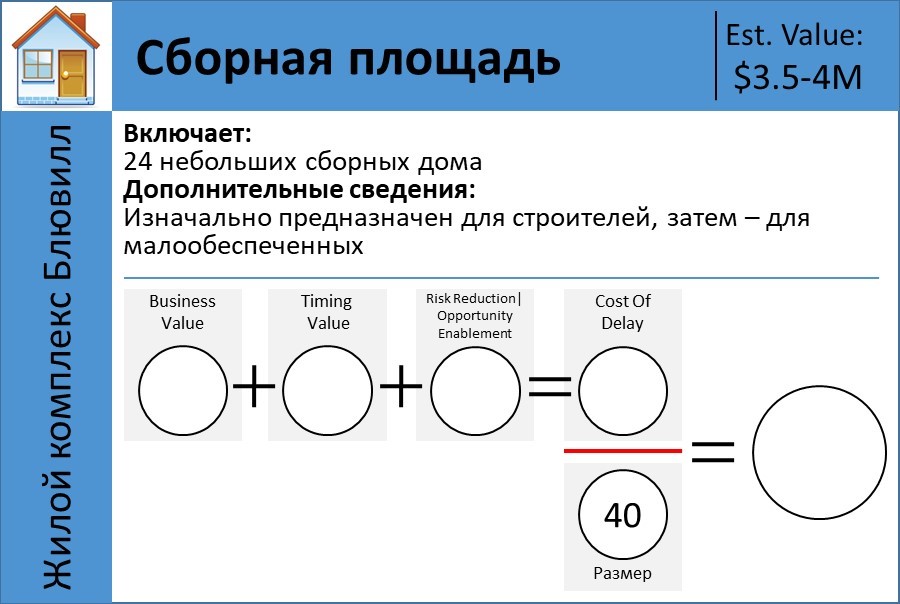 Сборная площадь
Est. Value:
$3.5-4M
Жилой комплекс Блювилл
Включает:
24 небольших сборных дома
Дополнительные сведения:
Изначально предназначен для строителей, затем – для
малообеспеченных
Business
Value
+
Timing
Value
+
Risk Reduction|
Opportunity
Enablement
=
Cost Of
Delay
=
40
Размер